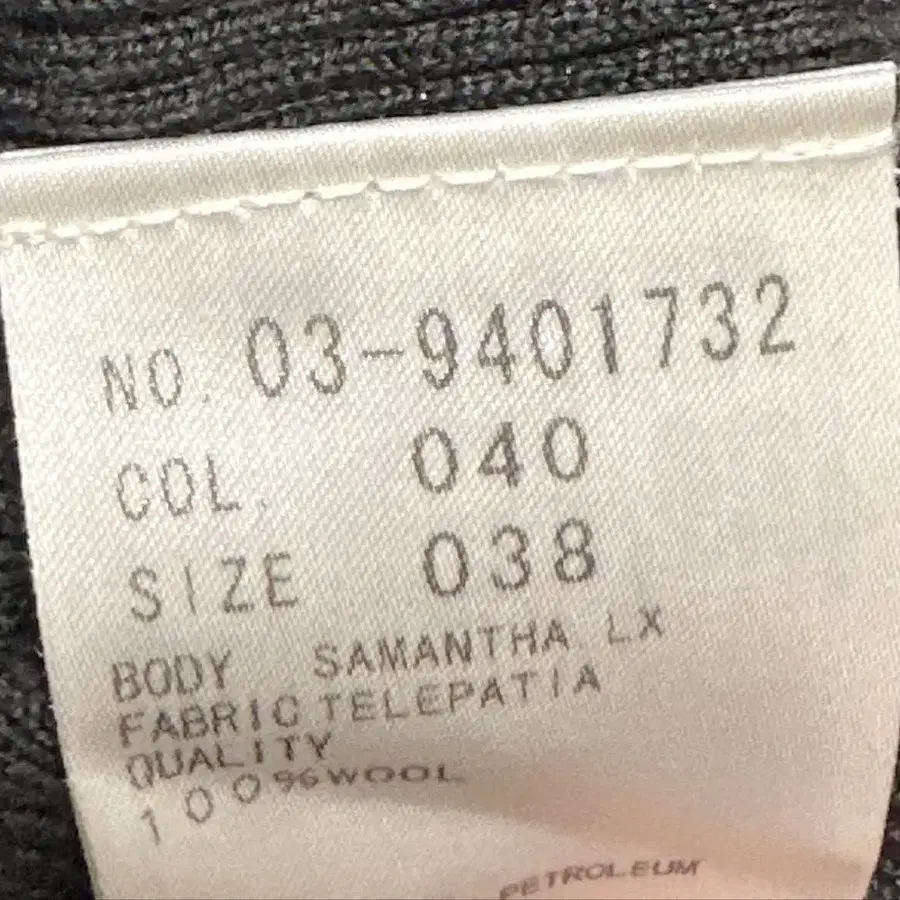 NO. 03-9401732
COL. 040
SIZE 038
BODY SAMANTHA LX
FABRIC TELEPATIA
QUALITY
100%WOOL
PETROLEUM